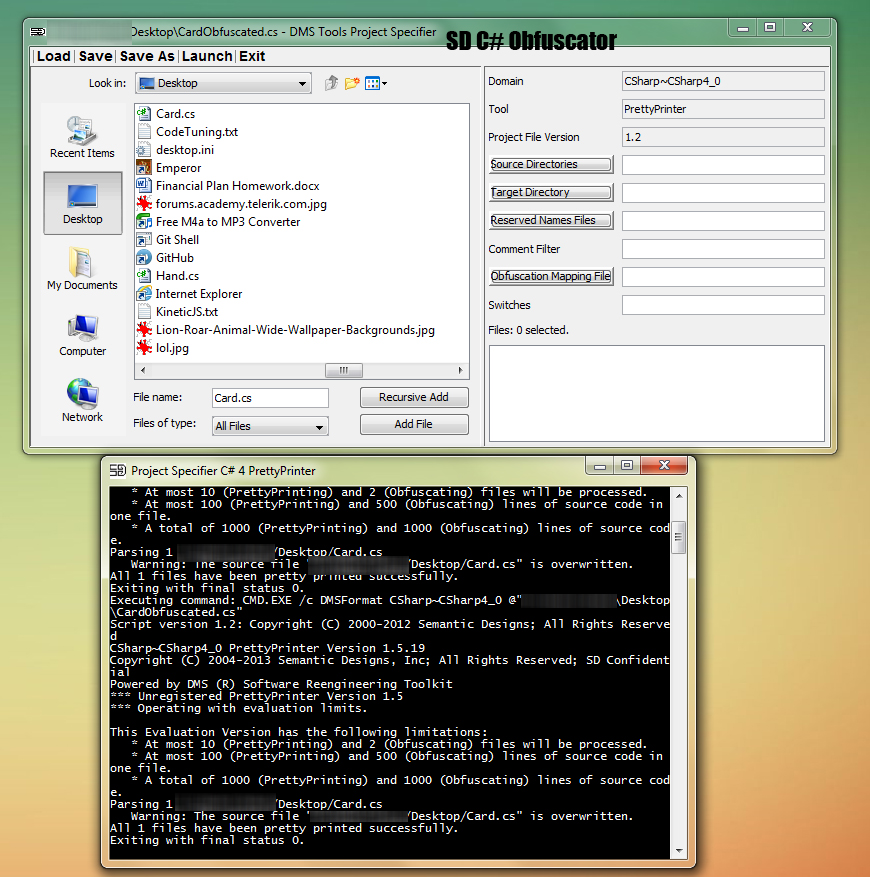 Desktop\CardObfuscated.cs - DMS Tools Project Specifier
SD C# Obfuscator
Load Save Save As Launch Exit
Look in: Desktop
Recent Items
Desktop
My Documents
Computer
Network
Card.cs
CodeTuning.txt
desktop.ini
Emperor
Financial Plan Homework.docx
forums.academy.telerik.com.jpg
Free M4a to MP3 Converter
Git Shell
GitHub
Hand.cs
Internet Explorer
KineticJS.txt
Lion-Roar-Animal-Wide-Wallpaper-Backgrounds.jpg
lol.jpg
File name: Card.cs Recursive Add
Files of type: All Files Add File
Domain CSharp~CSharp4_0
Tool PrettyPrinter
Project File Version 1.2
Source Directories
Target Directory
Reserved Names Files
Comment Filter
Obfuscation Mapping File
Switches
Files: 0 selected.
SD Project Specifier C# 4 PrettyPrinter
* At most 10 (PrettyPrinting) and 2 (Obfuscating) files will be processed.
* At most 100 (PrettyPrinting) and 500 (Obfuscating) lines of source code in
one file.
* A total of 1000 (PrettyPrinting) and 1000 (Obfuscating) lines of source cod
e.
Parsing 1 /Desktop/Card.cs
Warning: The source file "/Desktop/Card.cs" is overwritten.
All 1 files have been pretty printed successfully.
Exiting with final status 0.
Executing command: CMD.EXE /c DMSFormat CSharp~CSharp4_0 @"\Desktop
\CardObfuscated.cs"
Script version 1.2: Copyright (C) 2000-2012 Semantic Designs; All Rights Reserve
d
CSharp~CSharp4_0 PrettyPrinter Version 1.5.19
Copyright (C) 2004-2013 Semantic Designs, Inc; All Rights Reserved; SD Confident
ial
Powered by DMS (R) Software Reengineering Toolkit
*** Unregistered PrettyPrinter Version 1.5
*** Operating with evaluation limits.
This Evaluation Version has the following limitations:
* At most 10 (PrettyPrinting) and 2 (Obfuscating) files will be processed.
* At most 100 (PrettyPrinting) and 500 (Obfuscating) lines of source code in
one file.
* A total of 1000 (PrettyPrinting) and 1000 (Obfuscating) lines of source cod
e.
Parsing 1 /Desktop/Card.cs
Warning: The source file "/Desktop/Card.cs" is overwritten.
All 1 files have been pretty printed successfully.
Exiting with final status 0.